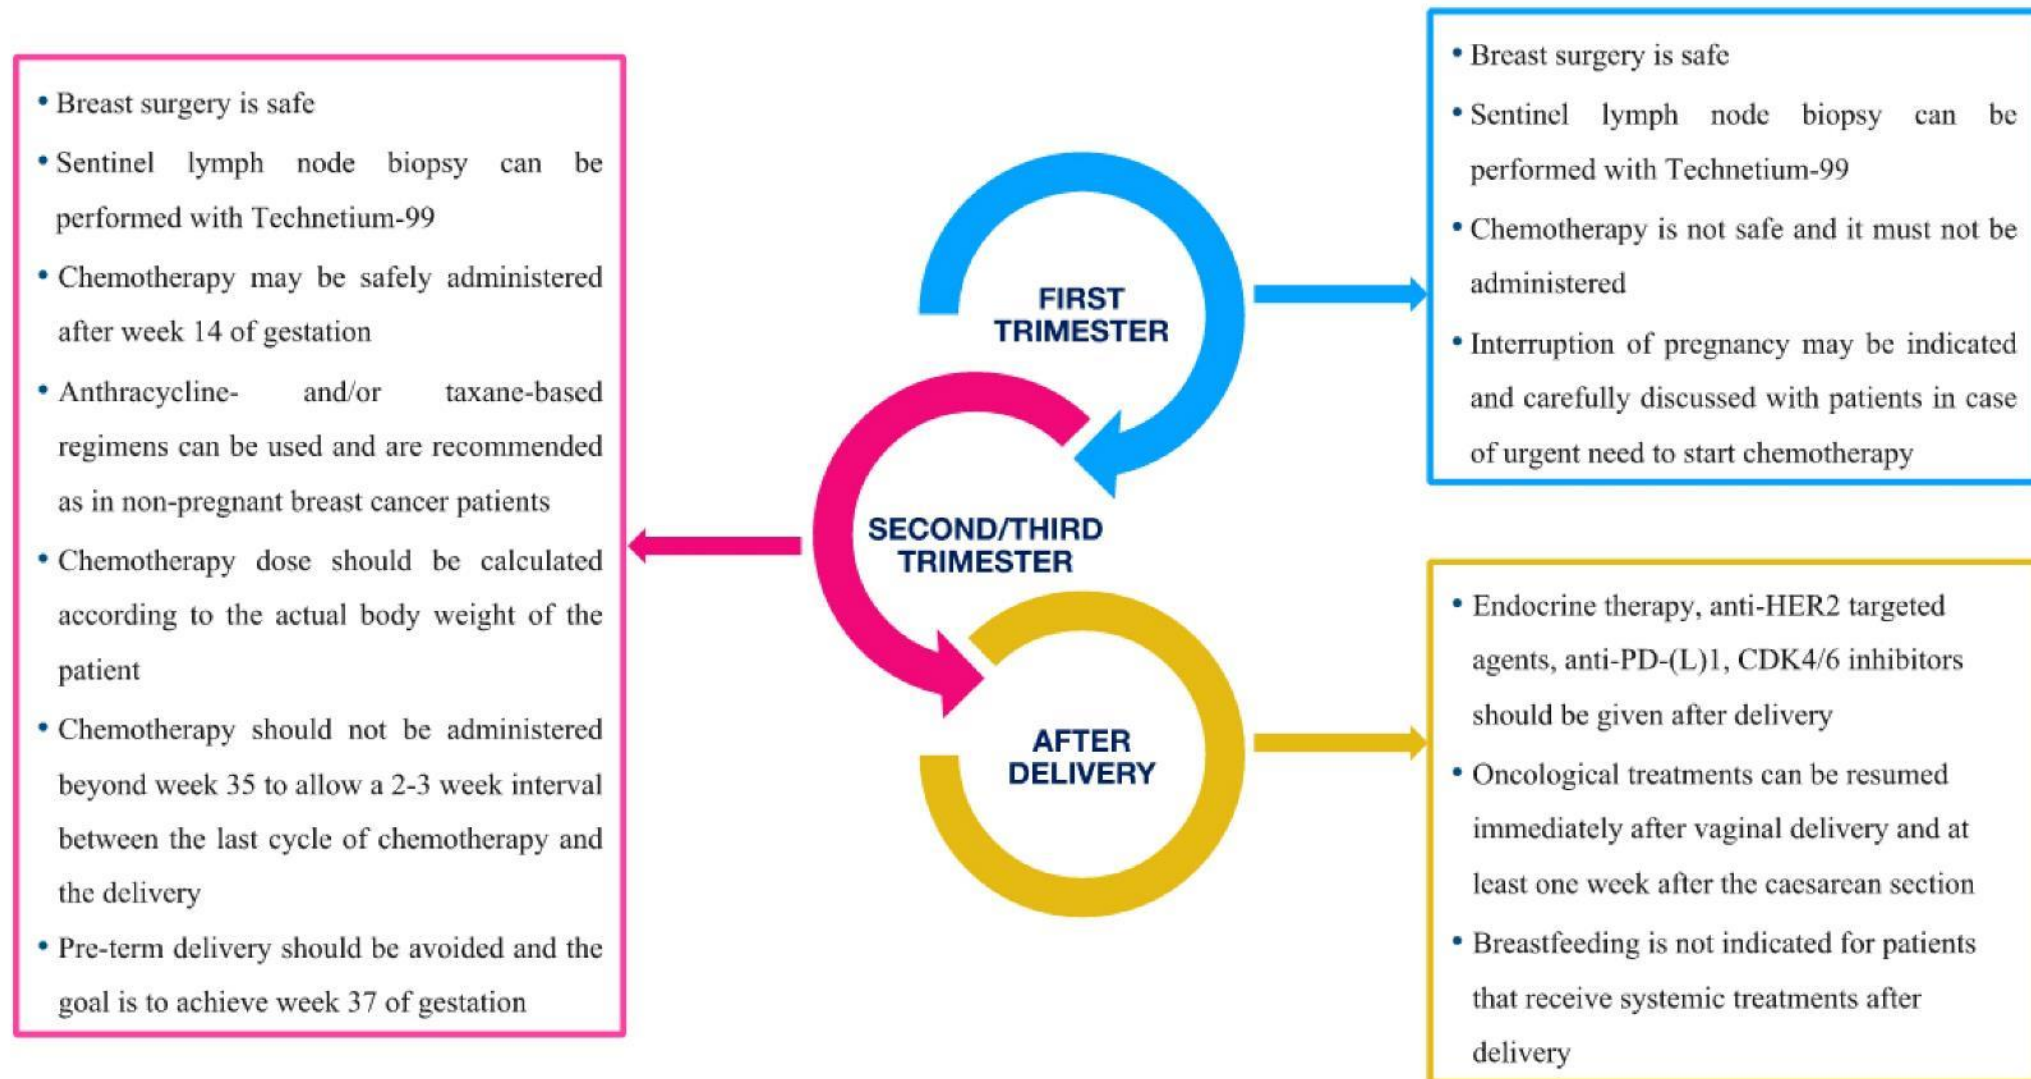 • Breast surgery is safe
• Sentinel lymph node biopsy can be
performed with Technetium-99
• Chemotherapy may be safely administered
after week 14 of gestation
• Anthracycline- and/or taxane-based
regimens can be used and are recommended
as in non-pregnant breast cancer patients
• Chemotherapy dose should be calculated
according to the actual body weight of the
patient
• Chemotherapy should not be administered
beyond week 35 to allow a 2-3 week interval
between the last cycle of chemotherapy and
the delivery
• Pre-term delivery should be avoided and the
goal is to achieve week 37 of gestation
FIRST
TRIMESTER
SECOND/THIRD
TRIMESTER
AFTER
DELIVERY
• Breast surgery is safe
• Sentinel lymph node biopsy can be
performed with Technetium-99
• Chemotherapy is not safe and it must not be
administered
• Interruption of pregnancy may be indicated
and carefully discussed with patients in case
of urgent need to start chemotherapy
• Endocrine therapy, anti-HER2 targeted
agents, anti-PD-(L)1, CDK4/6 inhibitors
should be given after delivery
• Oncological treatments can be resumed
immediately after vaginal delivery and at
least one week after the caesarean section
• Breastfeeding is not indicated for patients
that receive systemic treatments after
delivery